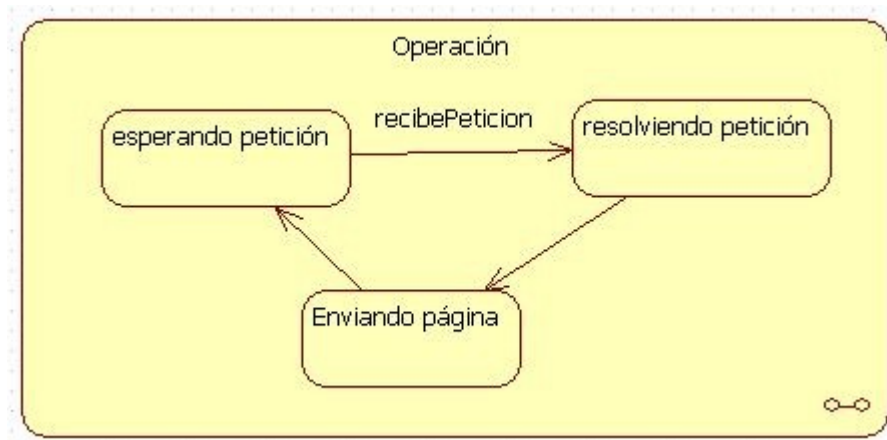 Operación
esperando petición
recibePeticion
resolviendo petición
Enviando página